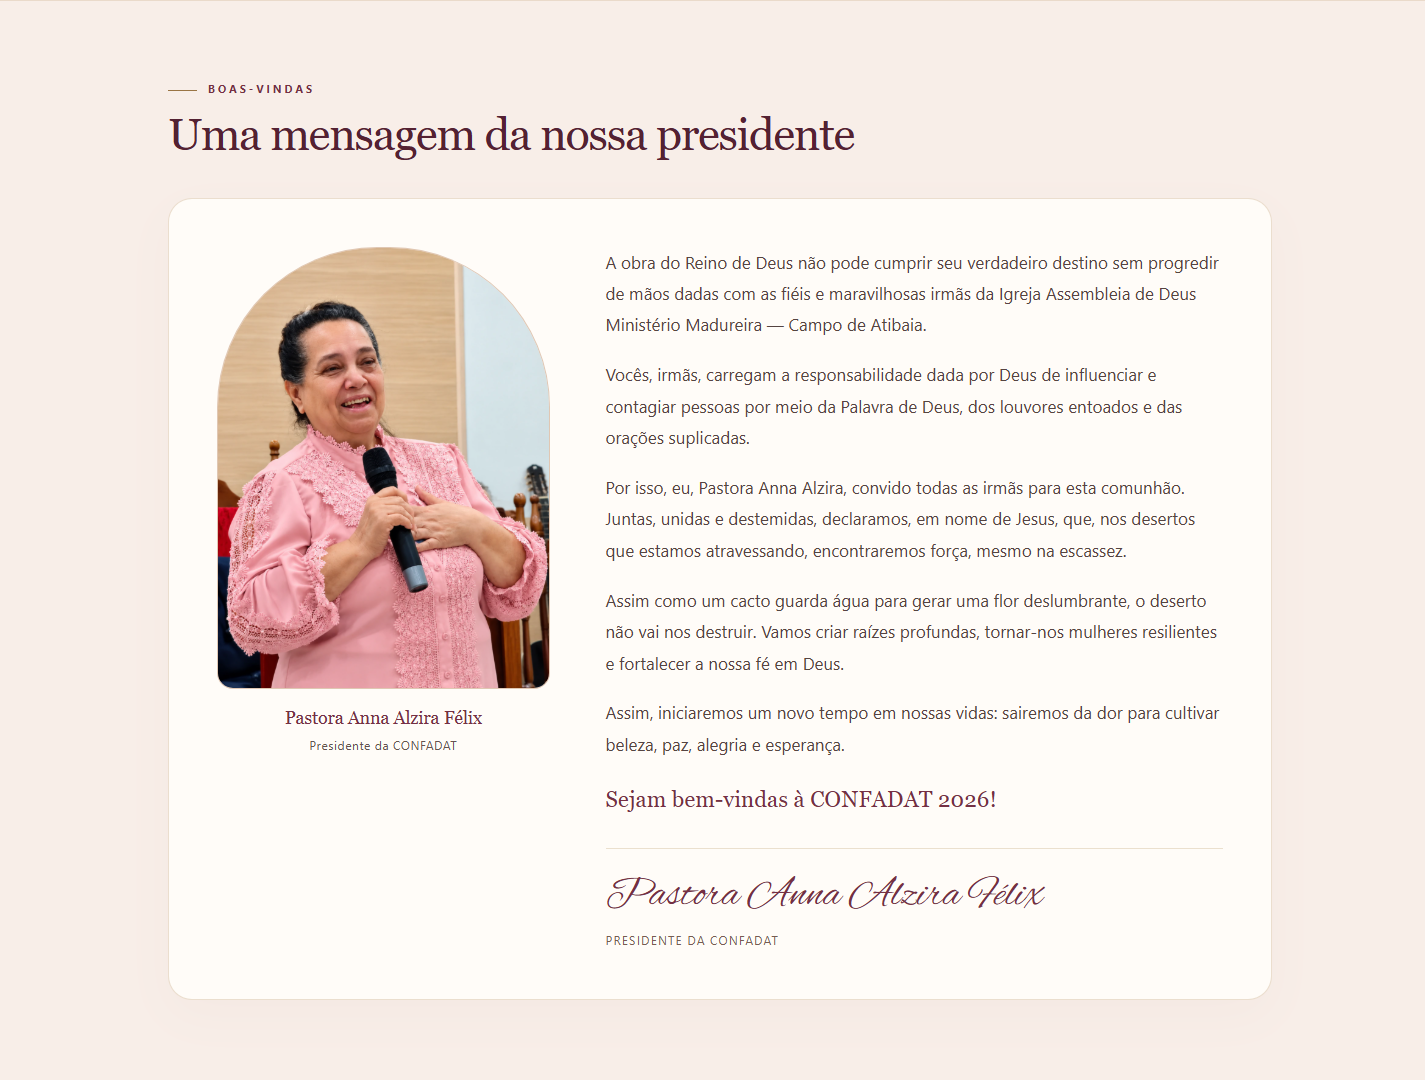 BOAS-VINDAS
Uma mensagem da nossa presidente
A obra do Reino de Deus não pode cumprir seu verdadeiro destino sem progredir
de mãos dadas com as fiéis e maravilhosas irmãs da Igreja Assembleia de Deus
Ministério Madureira — Campo de Atibaia.
Vocês, irmãs, carregam a responsabilidade dada por Deus de influenciar e
contagiar pessoas por meio da Palavra de Deus, dos louvores entoados e das
orações suplicadas.
Por isso, eu, Pastora Anna Alzira, convido todas as irmãs para esta comunhão.
Juntas, unidas e destemidas, declaramos, em nome de Jesus, que, nos desertos
que estamos atravessando, encontraremos força, mesmo na escassez.
Assim como um cacto guarda água para gerar uma flor deslumbrante, o deserto
não vai nos destruir. Vamos criar raízes profundas, tornar-nos mulheres resilientes
e fortalecer a nossa fé em Deus.
Assim, iniciaremos um novo tempo em nossas vidas: sairemos da dor para cultivar
beleza, paz, alegria e esperança.
Sejam bem-vindas à CONFADAT 2026!
Pastora Anna Alzira Félix
PRESIDENTE DA CONFADAT
Pastora Anna Alzira Félix
Presidente da CONFADAT